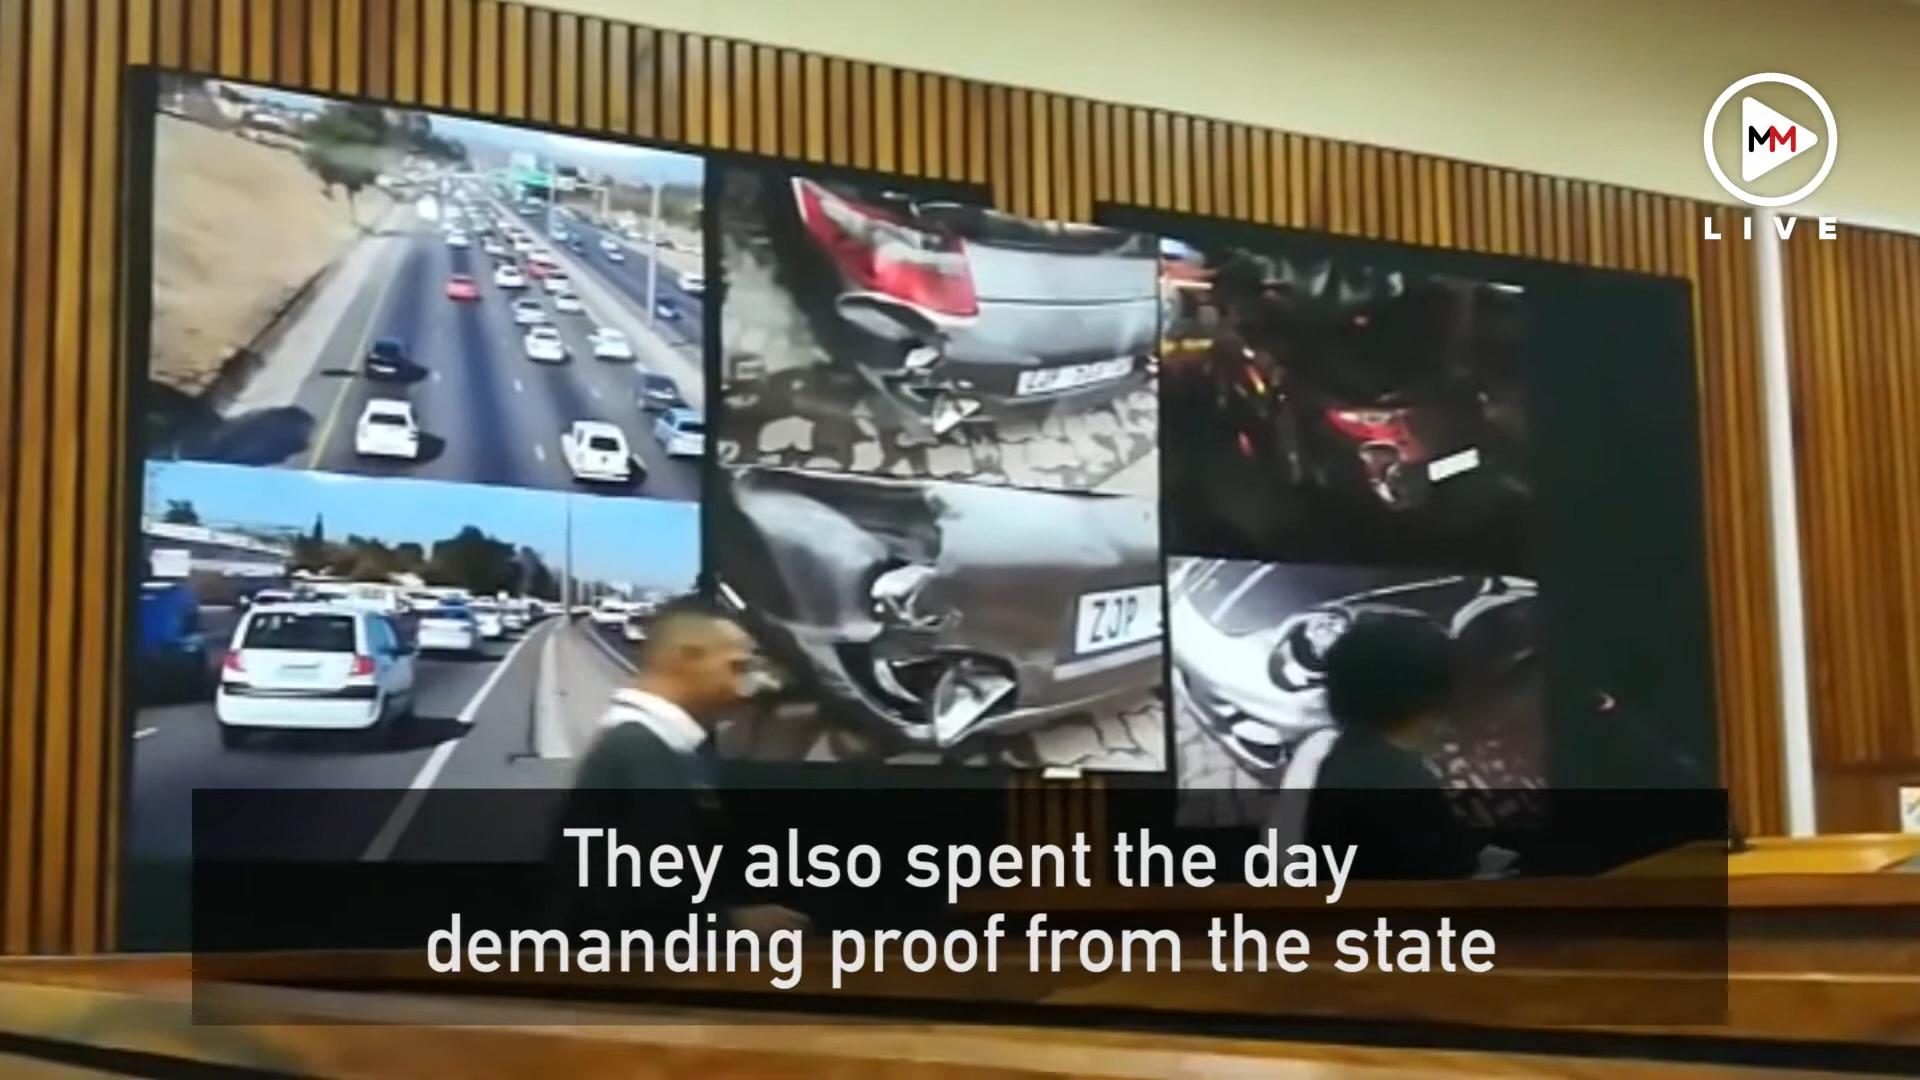 MM
LIVE
ZJP
They also spent the day
demanding proof from the state